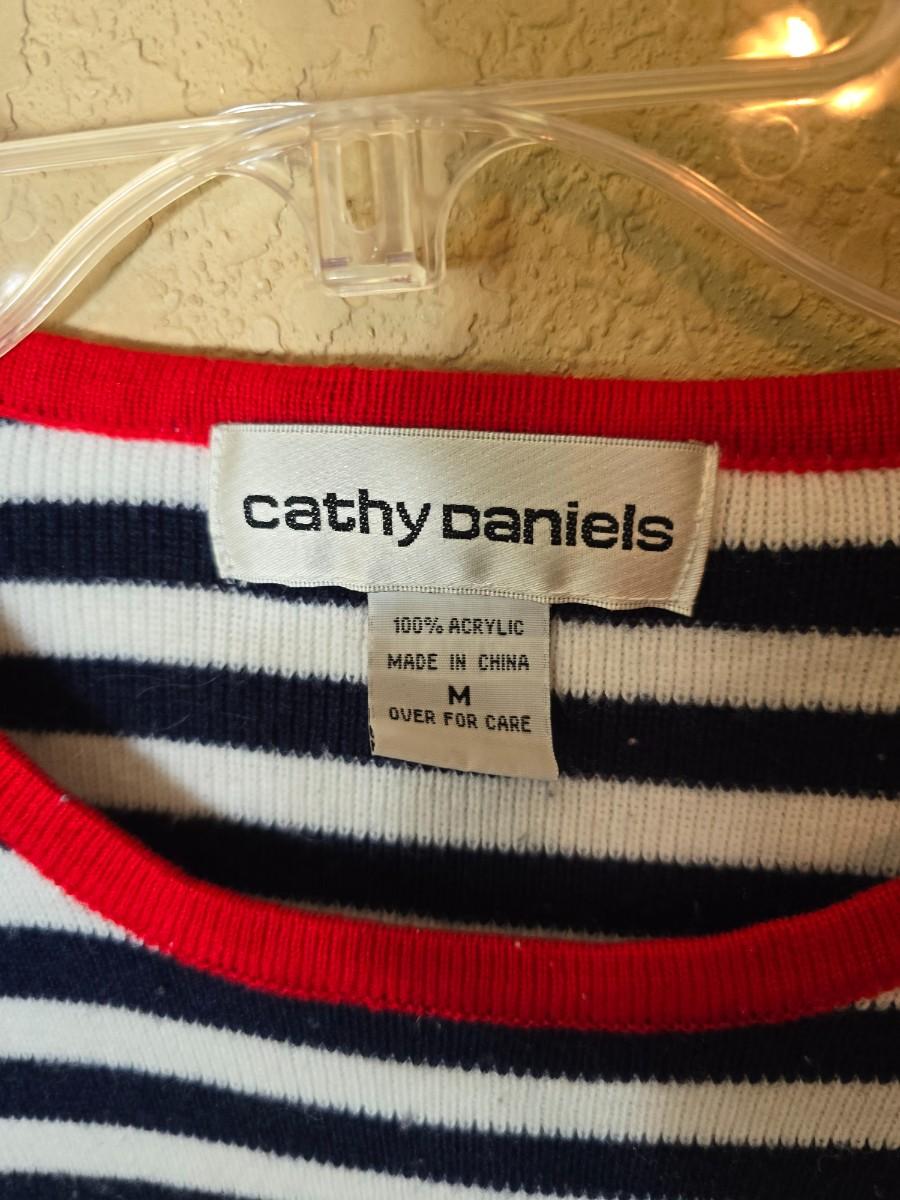 cathy Daniels
100% ACRYLIC
MADE IN CHINA
M
OVER FOR CARE